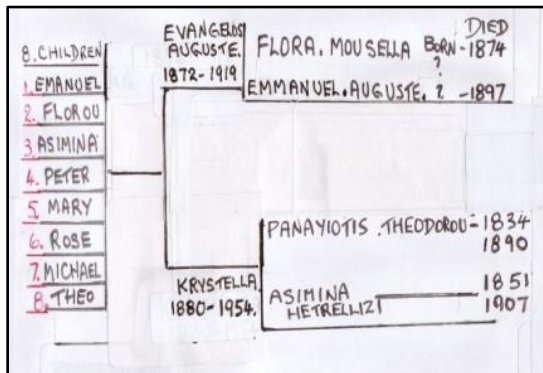 8. CHILDREN
1. EMANUEL
2. FLOROU
3. ASIMINA
4. PETER
5. MARY
6. ROSE
7. MICHAEL
8. THEO
EVANGELOS
AUGUSTE.
1872-1919
KRYSTELLA.
1880-1954.
DIED
FLORA. MOUSELLA BORN -1874
?
EMMANUEL. AUGUSTE. ? -1897
PANAYIOTIS . THEODOROU - 1834
1890
ASIMINA 1851
HETRELLIZI 1907